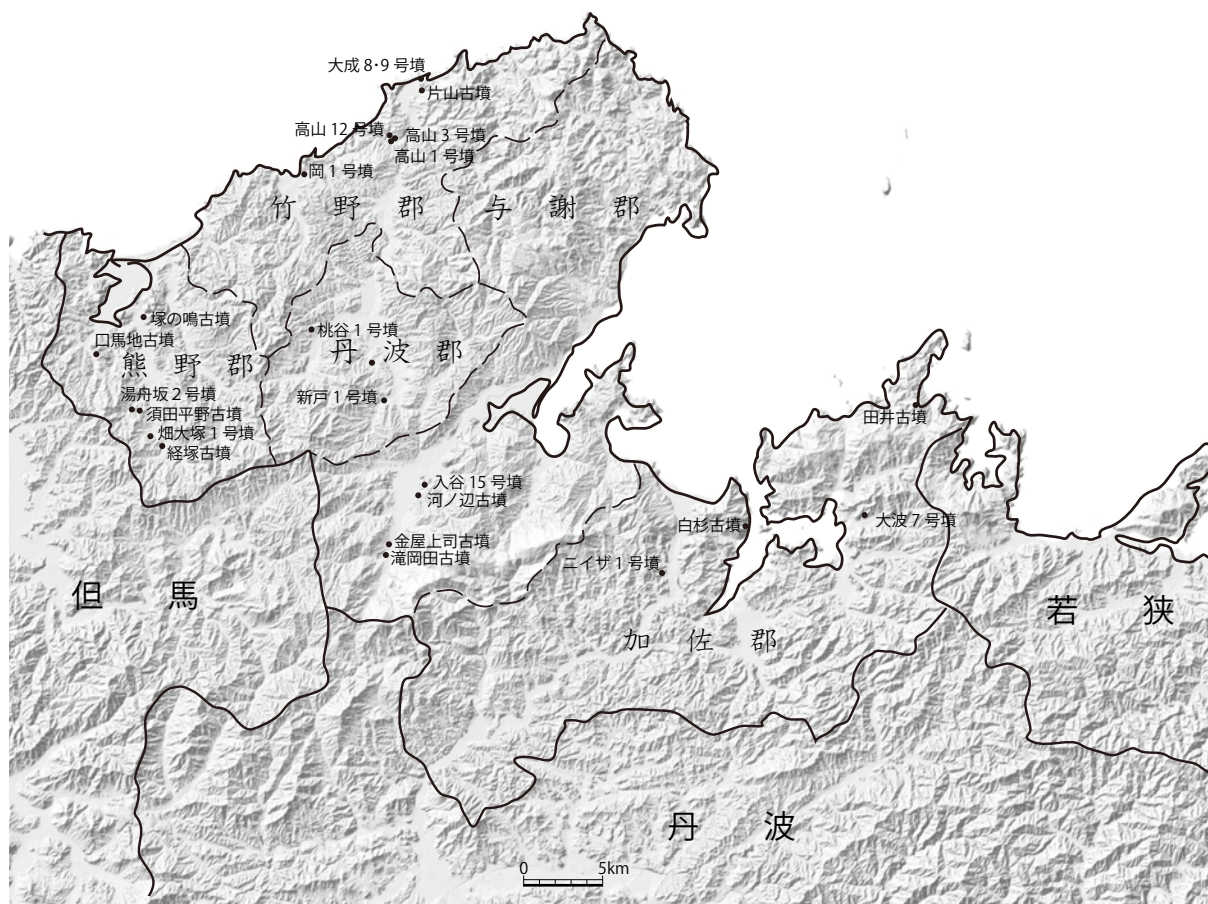 大成 8・9 号墳
片山古墳
高山 12 号墳
高山 3 号墳
高山 1 号墳
岡 1 号墳
竹野郡
与謝郡
塚の鳴古墳
桃谷 1 号墳
口馬地古墳
熊野郡
丹波郡
湯舟坂 2 号墳
新戸 1 号墳
須田平野古墳
田井古墳
畑大塚 1 号墳
経塚古墳
入谷 15 号墳
河ノ辺古墳
大波 7 号墳
白杉古墳
金屋上司古墳
滝岡田古墳
ニイザ 1 号墳
但馬
若狭
加佐郡
丹波
0 5km